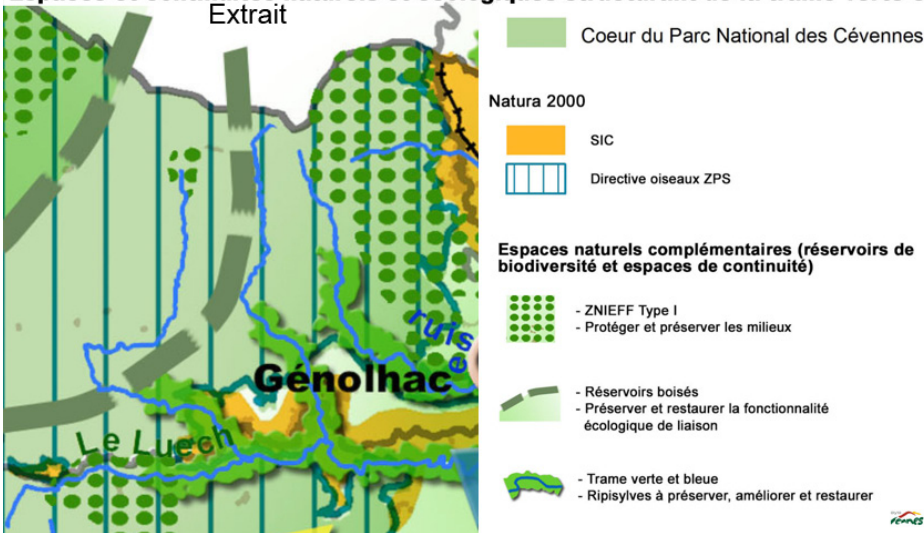 Extrait
Coeur du Parc National des Cévennes
Natura 2000
SIC
Directive oiseaux ZPS
Espaces naturels complémentaires (réservoirs de
biodiversité et espaces de continuité)
- ZNIEFF Type I
- Protéger et préserver les milieux
- Réservoirs boisés
- Préserver et restaurer la fonctionnalité
écologique de liaison
- Trame verte et bleue
- Ripisylves à préserver, améliorer et restaurer
ruis
Génolhac
Le Luech